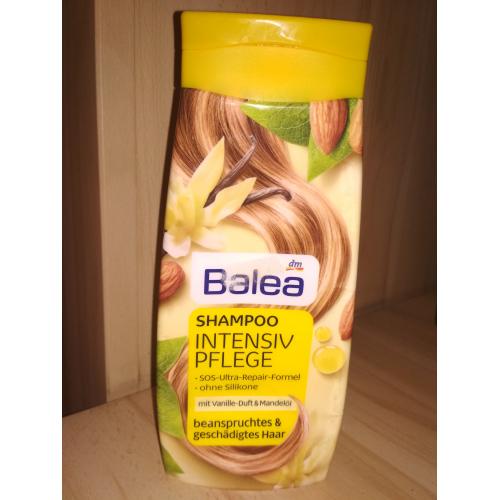 dm
Balea
SHAMPOO
INTENSIV
PFLEGE
- SOS-Ultra-Repair-Formel
- ohne Silikone
mit Vanille-Duft & Mandelöl
beanspruchtes &
geschädigtes Haar